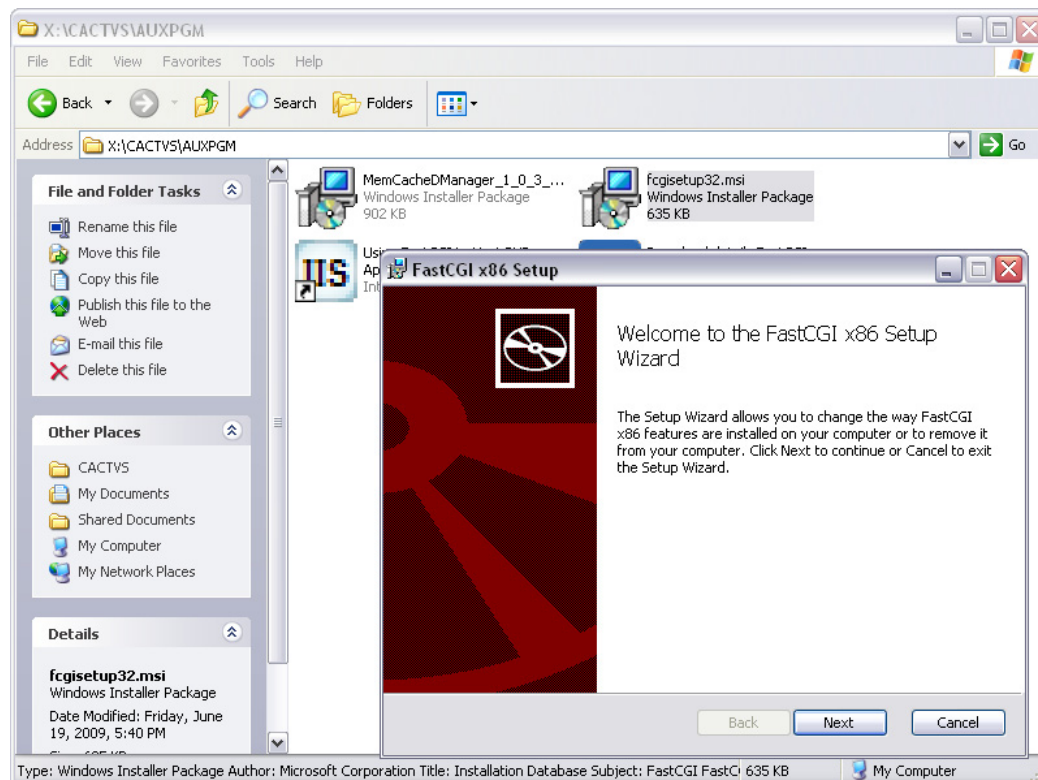 X:\CACTVS\AUXPGM
File Edit View Favorites Tools Help
Back Search Folders
Address X:\CACTVS\AUXPGM Go
File and Folder Tasks
Rename this file
Move this file
Copy this file
Publish this file to the
Web
E-mail this file
Delete this file
Other Places
CACTVS
My Documents
Shared Documents
My Computer
My Network Places
Details
fcgisetup32.msi
Windows Installer Package
Date Modified: Friday, June
19, 2009, 5:40 PM
MemCacheDManager_1_0_3_...
Windows Installer Package
902 KB
fcgisetup32.msi
Windows Installer Package
635 KB
IIS
FastCGI x86 Setup
Welcome to the FastCGI x86 Setup
Wizard
The Setup Wizard allows you to change the way FastCGI
x86 features are installed on your computer or to remove it
from your computer. Click Next to continue or Cancel to exit
the Setup Wizard.
Back Next Cancel
Type: Windows Installer Package Author: Microsoft Corporation Title: Installation Database Subject: FastCGI FastC 635 KB My Computer